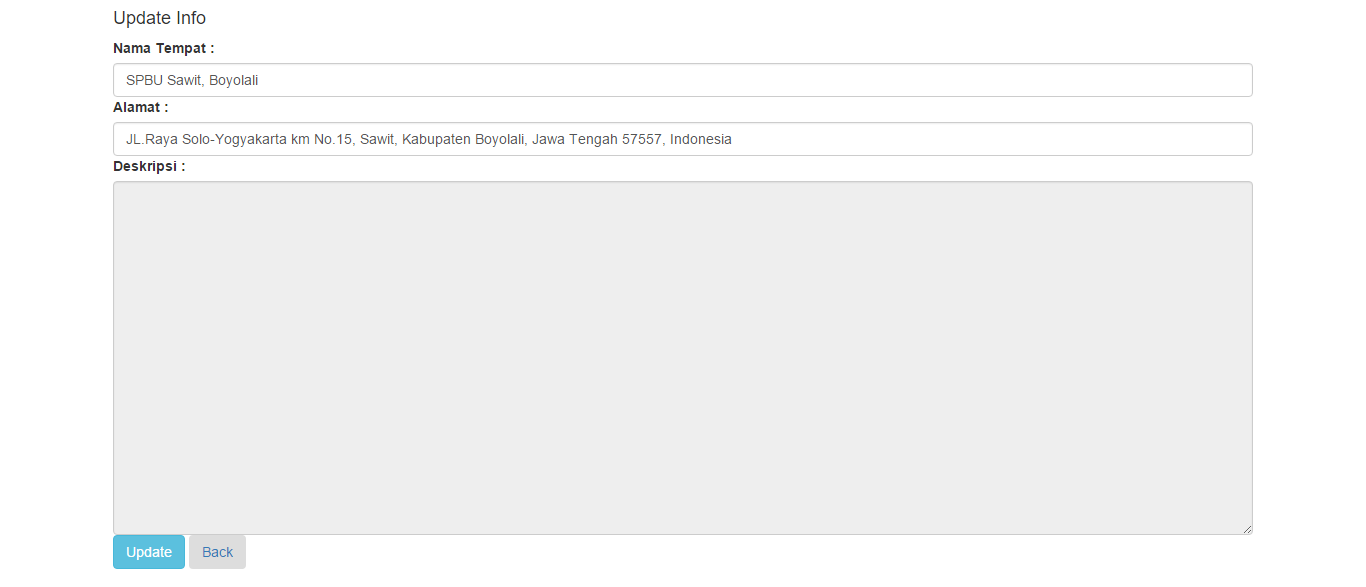 Update Info
Nama Tempat :
SPBU Sawit, Boyolali
Alamat :
JL.Raya Solo-Yogyakarta km No.15, Sawit, Kabupaten Boyolali, Jawa Tengah 57557, Indonesia
Deskripsi :
Update Back